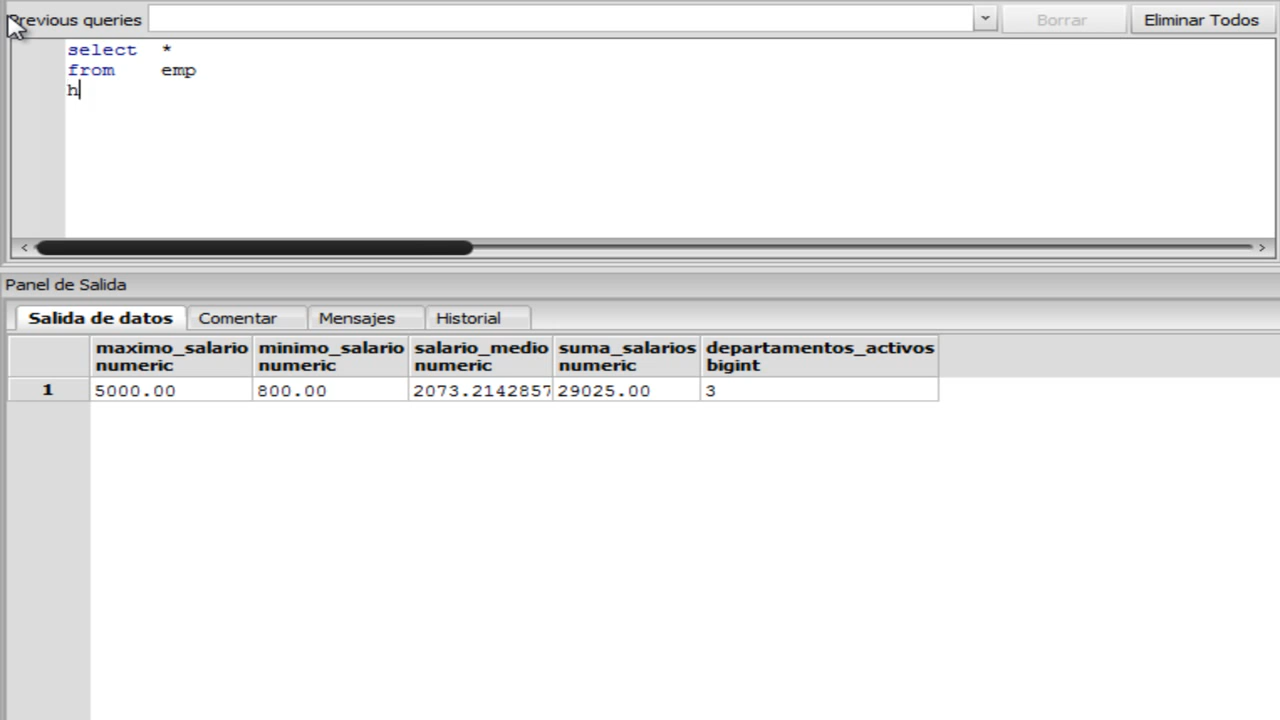 Previous queries Borrar Eliminar Todos
select *
from emp
h
Panel de Salida
Salida de datos Comentar Mensajes Historial
maximo_salario minimo_salario salario_medio suma_salarios departamentos_activos
numeric numeric numeric numeric bigint
1 5000.00 800.00 2073.2142857 29025.00 3